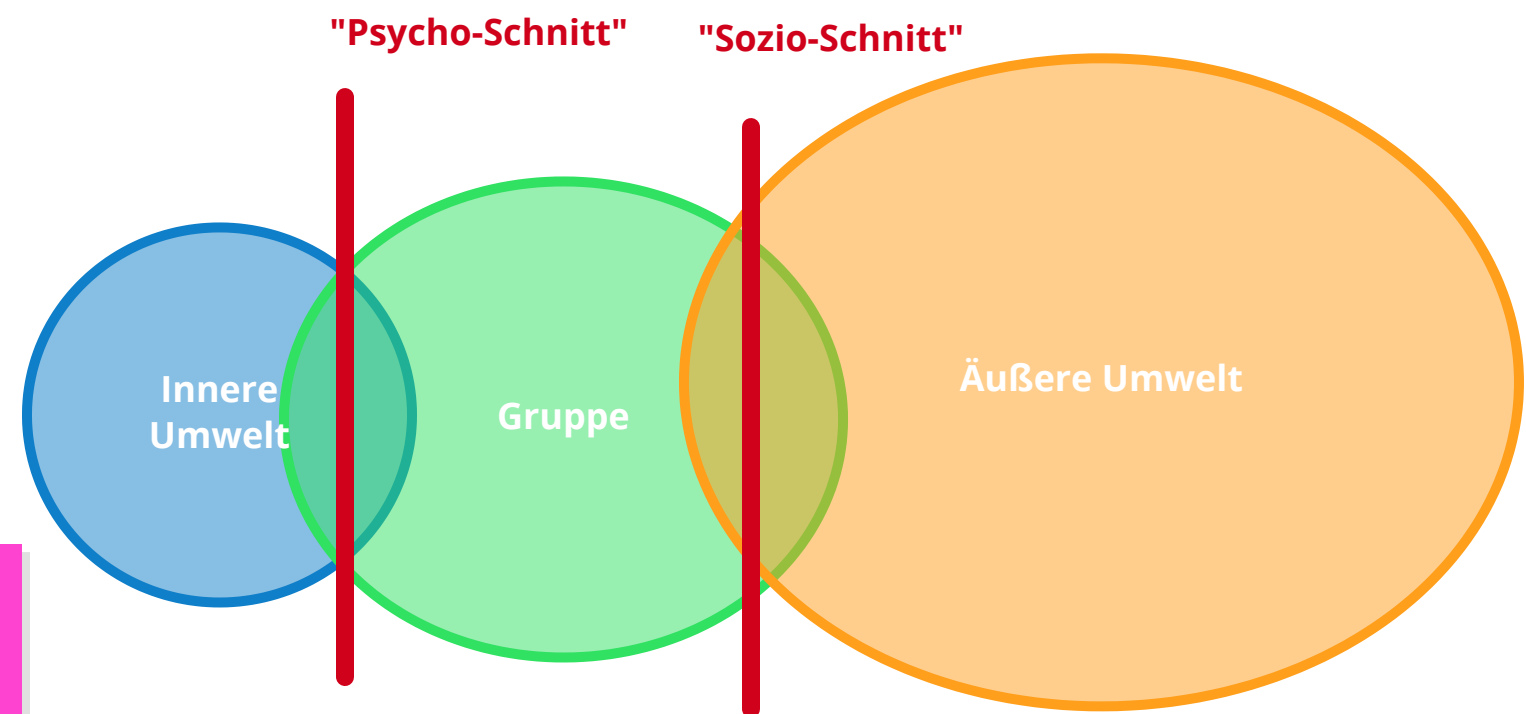 "Psycho-Schnitt"
"Sozio-Schnitt"
Innere
Umwelt
Gruppe
Äußere Umwelt